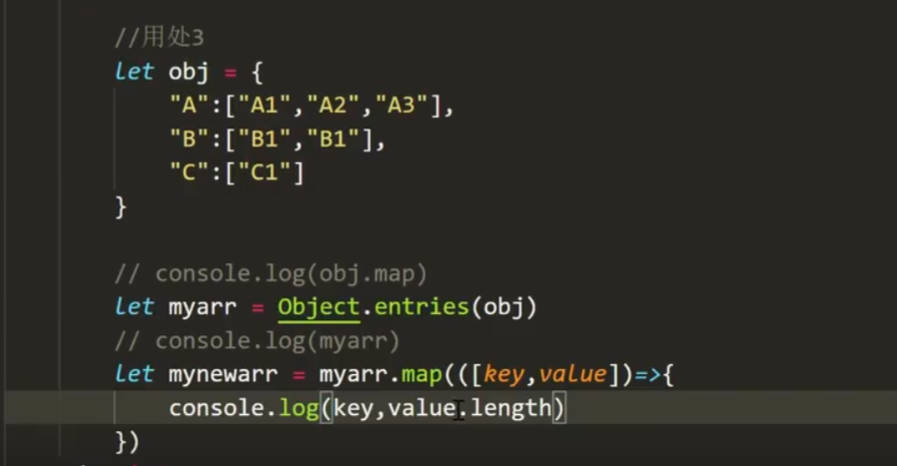 //用处3
let obj = {
"A":["A1","A2","A3"],
"B":["B1","B1"],
"C":["C1"]
}
// console.log(obj.map)
let myarr = Object.entries(obj)
// console.log(myarr)
let mynewarr = myarr.map(([key,value])=>{
console.log(key,value.length)
})